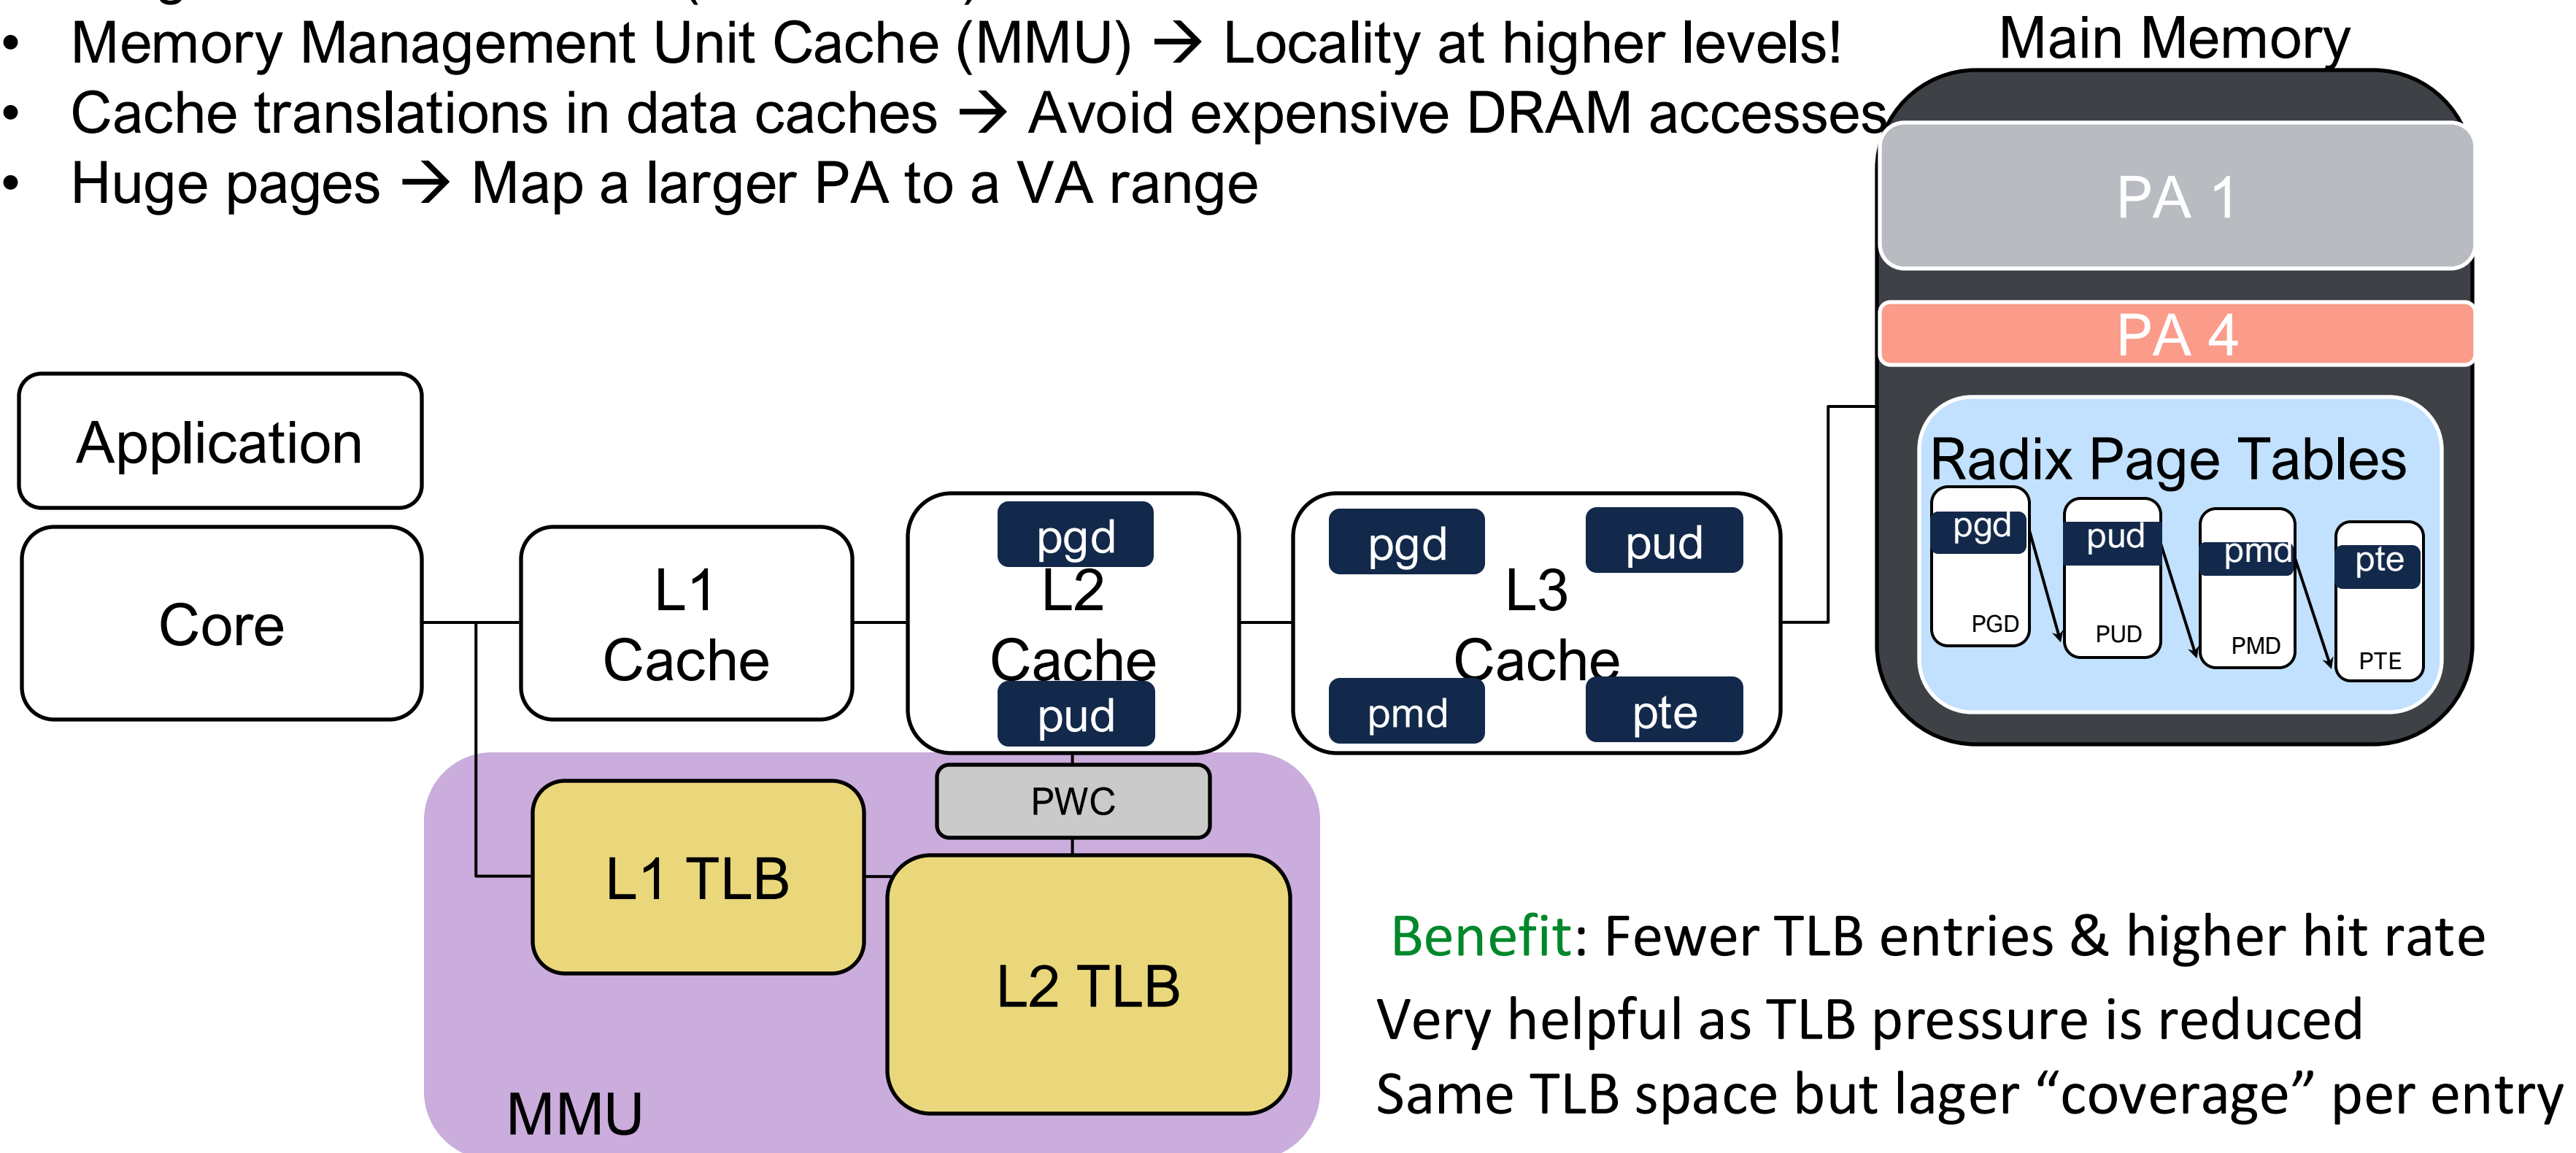 • Memory Management Unit Cache (MMU) → Locality at higher levels!
• Cache translations in data caches → Avoid expensive DRAM accesses
• Huge pages → Map a larger PA to a VA range
Main Memory
PA 1
PA 4
Radix Page Tables
pgd
pud
pmd
pte
PGD
PUD
PMD
PTE
Application
Core
L1
Cache
pgd
L2
Cache
pud
pgd
pud
L3
Cache
pmd
pte
PWC
L1 TLB
L2 TLB
MMU
Benefit: Fewer TLB entries & higher hit rate
Very helpful as TLB pressure is reduced
Same TLB space but lager “coverage” per entry